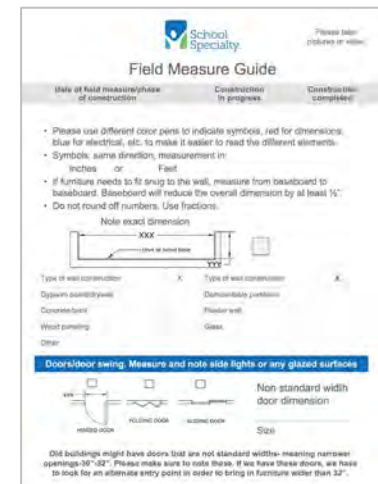 School
Specialty.
Please take
pictures or video.
Field Measure Guide
Date of field measure/phase
of construction
Construction
in progress
Construction
completed
• Please use different color pens to indicate symbols, red for dimensions,
blue for electrical, etc. to make it easier to read the different elements.
• Symbols: same direction, measurement in:
Inches or Feet
• If furniture needs to fit snug to the wall, measure from baseboard to
baseboard. Baseboard will reduce the overall dimension by at least ½".
• Do not round off numbers. Use fractions.
Note exact dimension
XXX
XXX
Type of wall construction X Type of wall construction X
Gypsum board/drywall Demountable partitions
Concrete/brick Plaster wall
Wood paneling Glass
Other
Doors/door swing. Measure and note side lights or any glazed surfaces
XXX
HINGED DOOR
FOLDING DOOR
SLIDING DOOR
Non standard width
door dimension
Size
Old buildings might have doors that are not standard widths- meaning narrower
openings-30"-32". Please make sure to note these. If we have these doors, we have
to look for an alternate entry point in order to bring in furniture wider than 32".